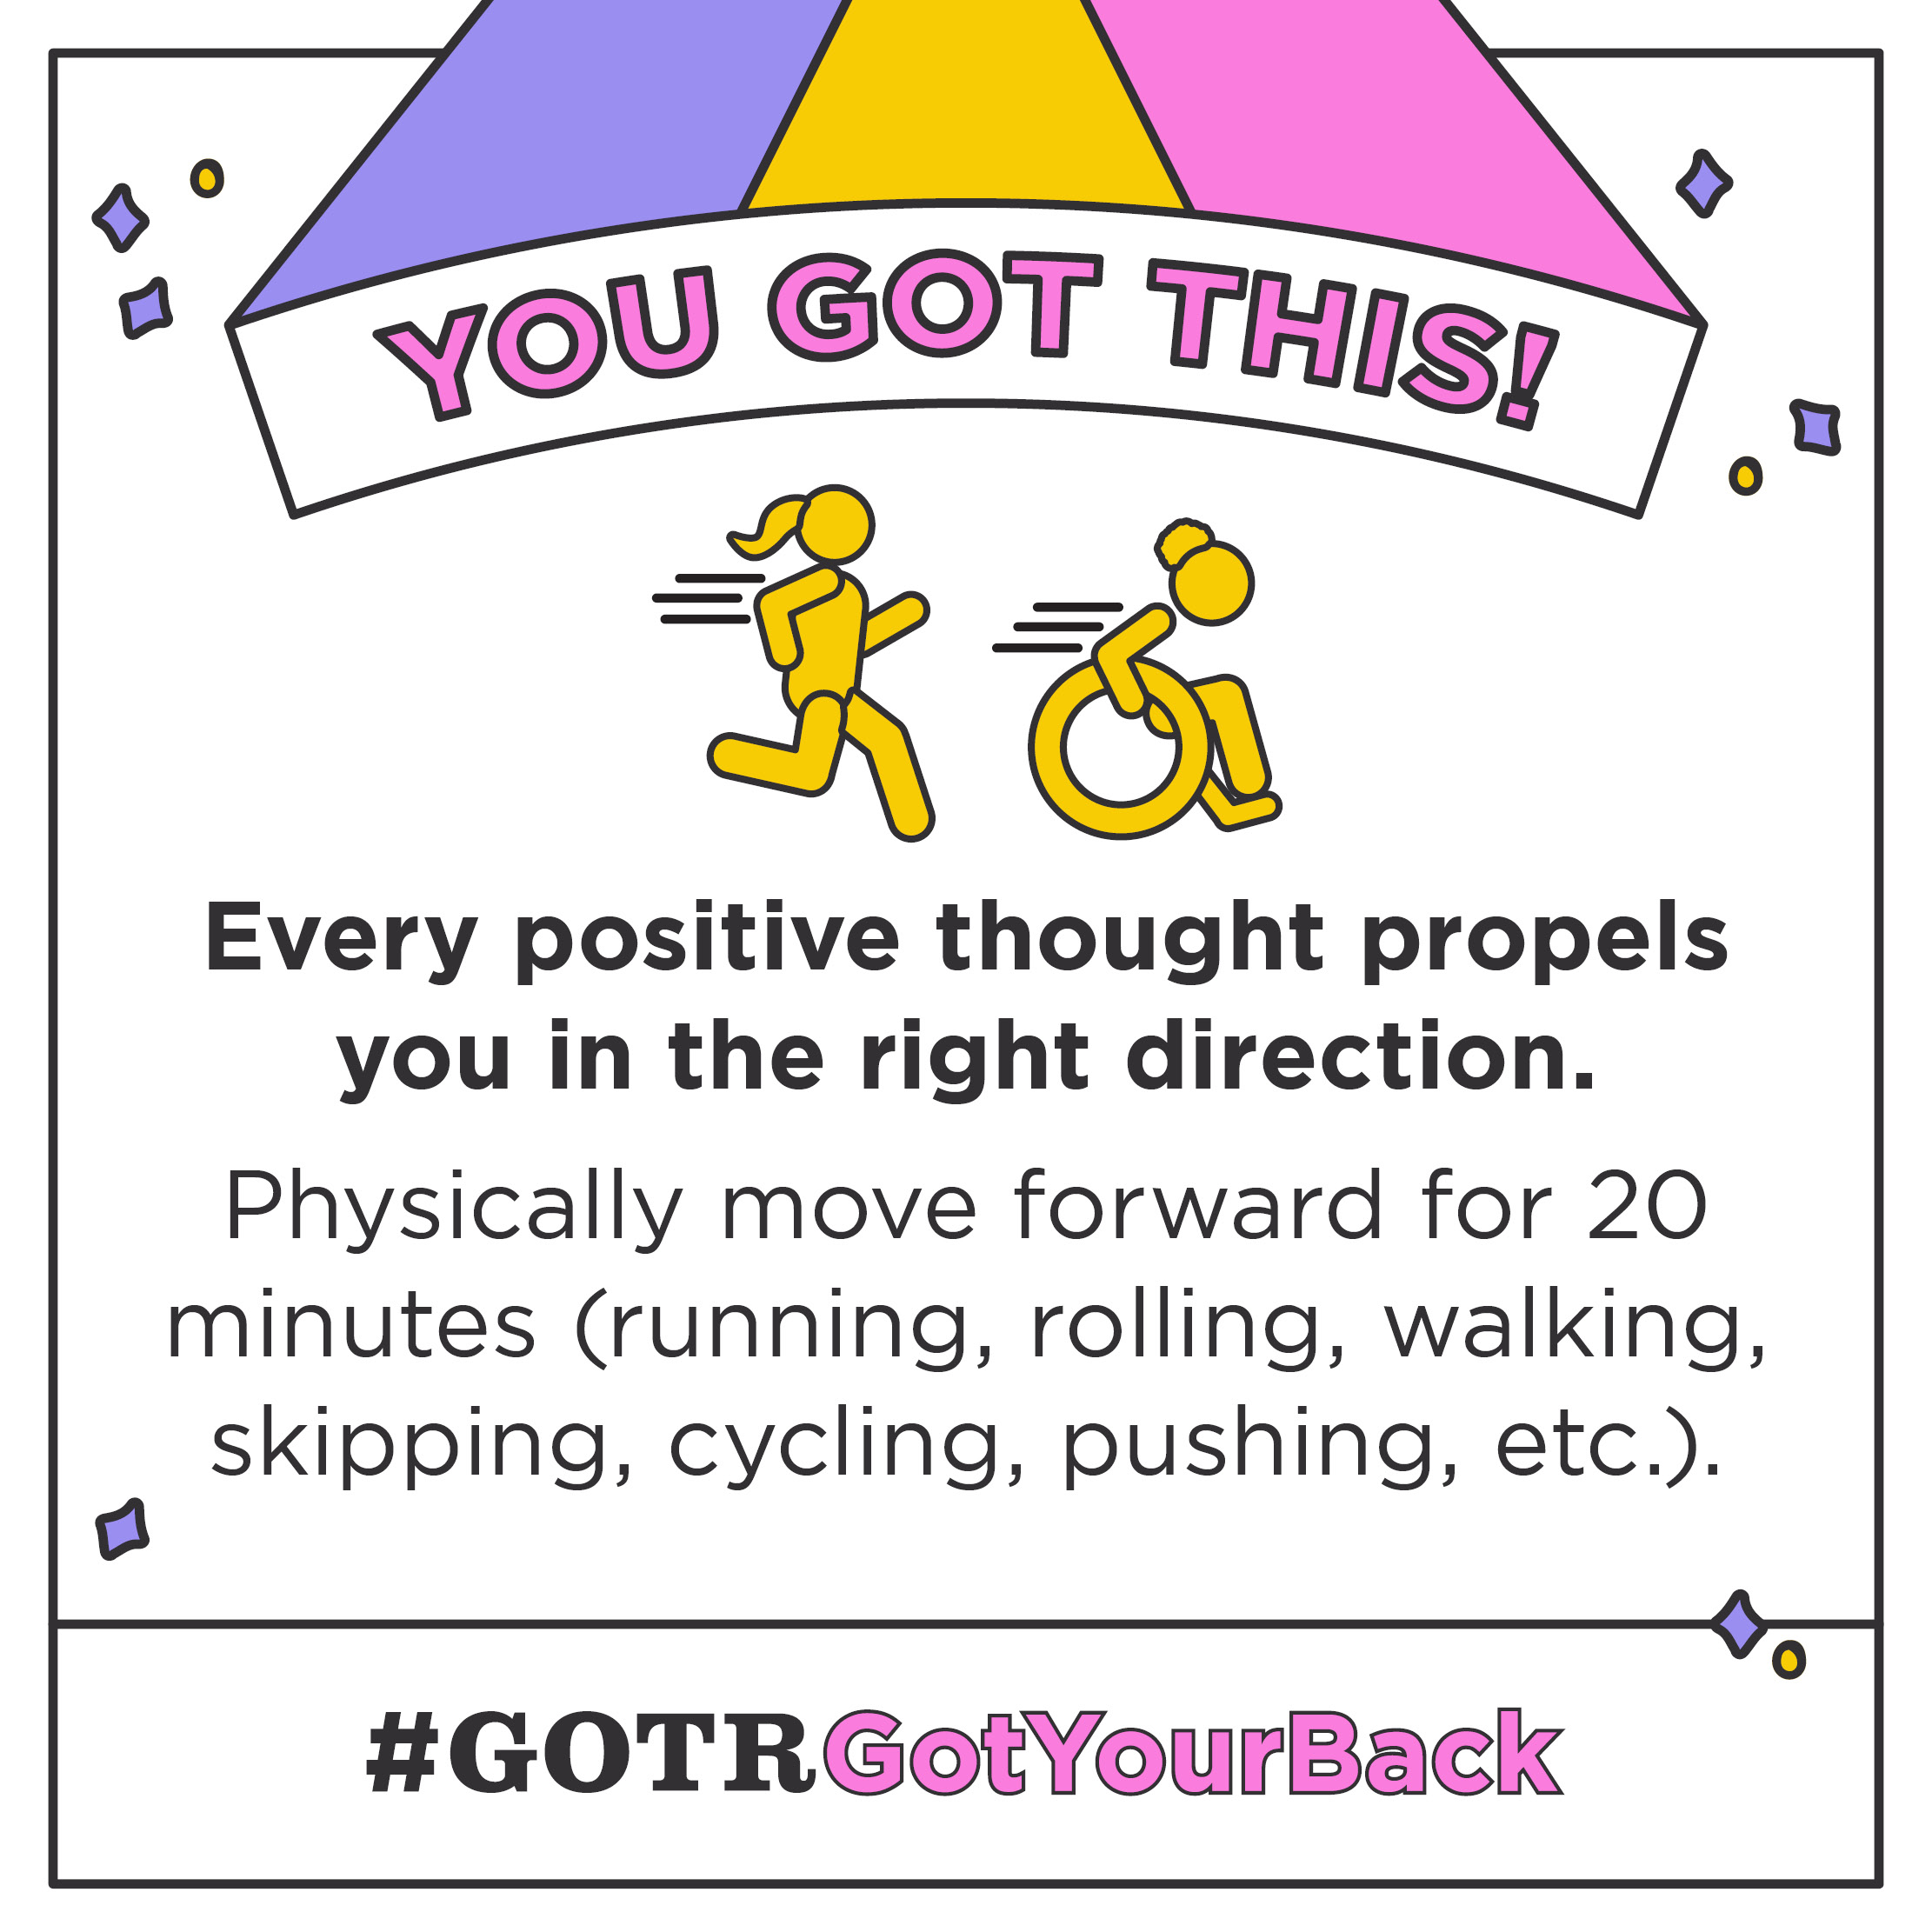 YOU GOT THIS!
Every positive thought propels
you in the right direction.
Physically move forward for 20
minutes (running, rolling, walking,
skipping, cycling, pushing, etc.).
#GOTRGotYourBack